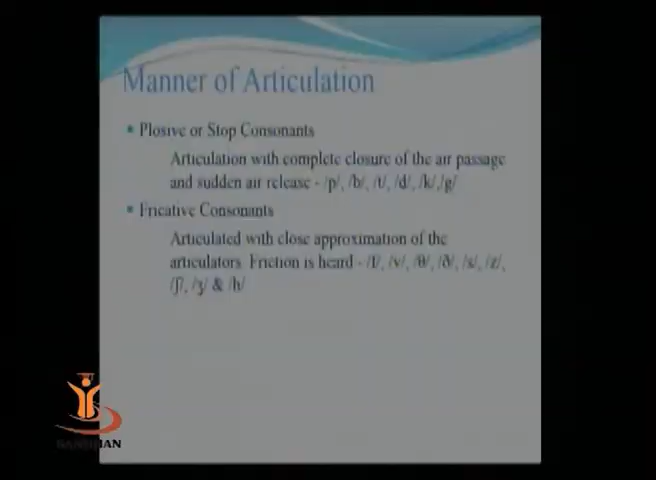 Manner of Articulation
Plosive or Stop Consonants
Articulation with complete closure of the air passage
and sudden air release - /p/, /b/, /t/, /d/, /k/,/g/
Fricative Consonants
Articulated with close approximation of the
articulators. Friction is heard - /f/, /v/, /θ/, /ð/, /s/, /z/,
/ʃ/, /ʒ/ & /h/